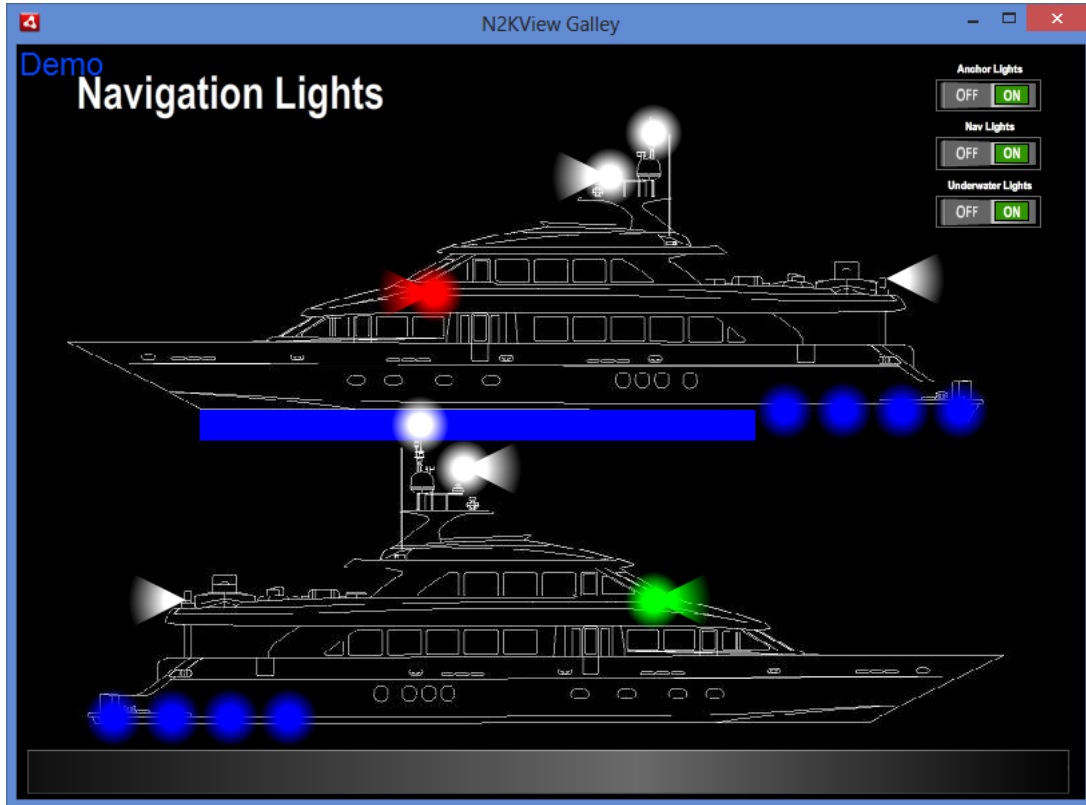 N2KView Galley
Demo
Navigation Lights
Anchor Lights
OFF ON
Nav Lights
OFF ON
Underwater Lights
OFF ON